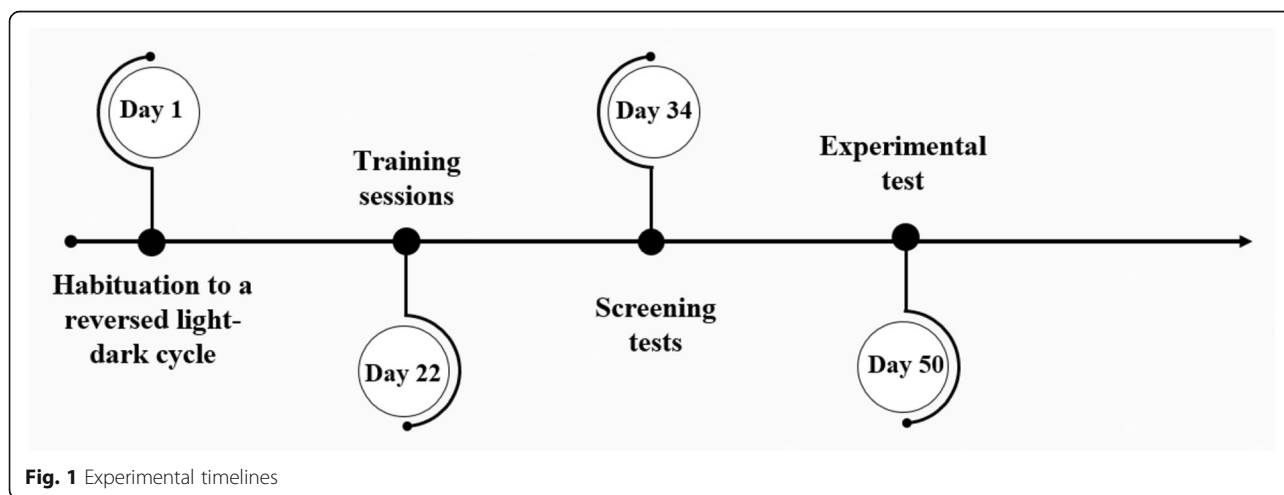 Day 1
Habituation to a
reversed light-
dark cycle
Training
sessions
Day 22
Day 34
Screening
tests
Experimental
test
Day 50
Fig. 1 Experimental timelines